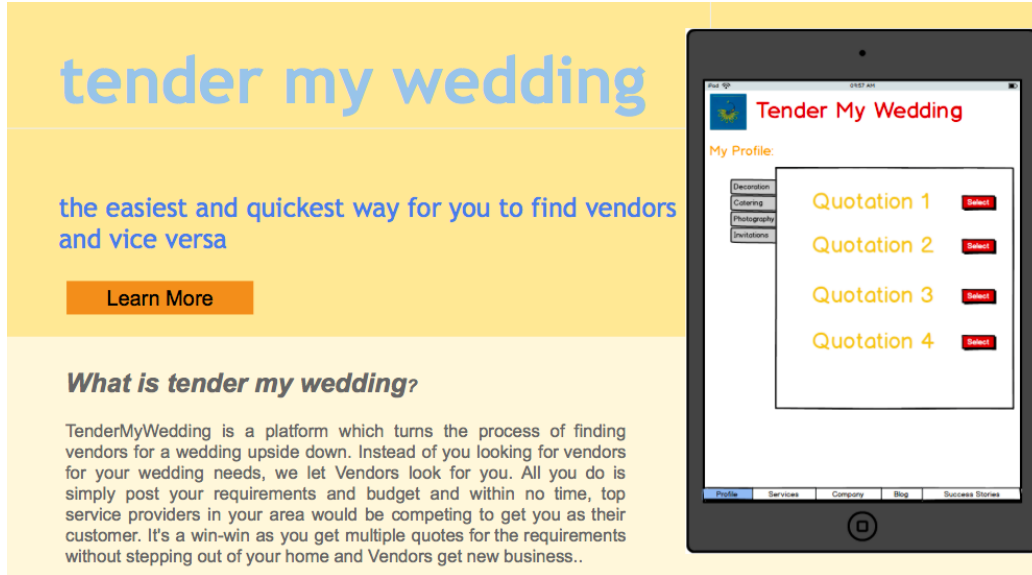 tender my wedding
the easiest and quickest way for you to find vendors
and vice versa
Learn More
What is tender my wedding?
TenderMyWedding is a platform which turns the process of finding
vendors for a wedding upside down. Instead of you looking for vendors
for your wedding needs, we let Vendors look for you. All you do is
simply post your requirements and budget and within no time, top
service providers in your area would be competing to get you as their
customer. It's a win-win as you get multiple quotes for the requirements
without stepping out of your home and Vendors get new business..
iPod 09:57 AM
Tender My Wedding
My Profile:
Decoration
Catering
Photography
Invitations
Quotation 1 Select
Quotation 2 Select
Quotation 3 Select
Quotation 4 Select
Profile Services Company Blog Success Stories